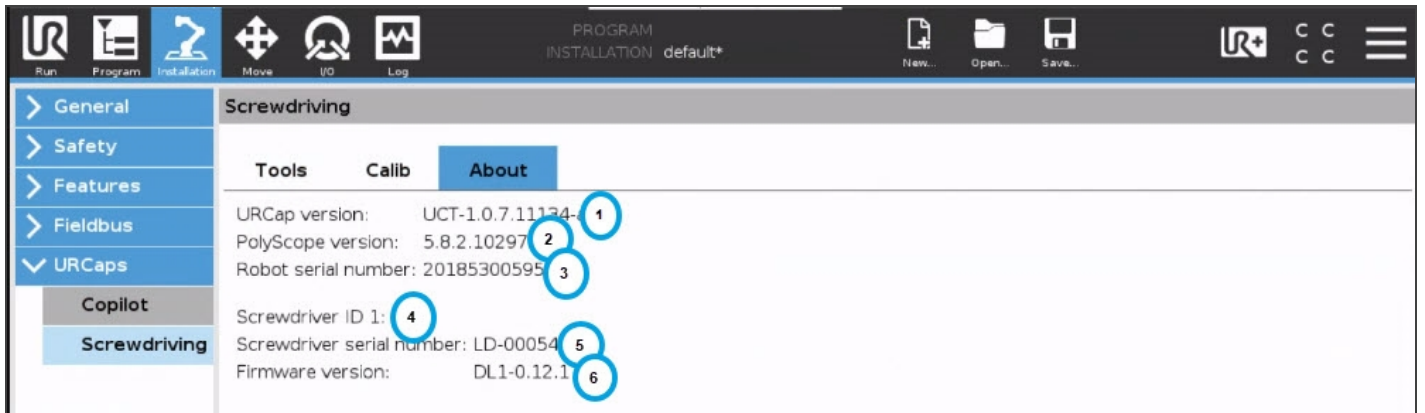 UR
Run
Program
Installation
Move
I/O
Log
PROGRAM
INSTALLATION default*
New...
Open...
Save...
UR+
C C
C C
General
Safety
Features
Fieldbus
URCaps
Copilot
Screwdriving
Screwdriving
Tools Calib About
URCap version: UCT-1.0.7.11134- 1
PolyScope version: 5.8.2.10297 2
Robot serial number: 20185300595 3
Screwdriver ID 1: 4
Screwdriver serial number: LD-00054 5
Firmware version: DL1-0.12.1 6